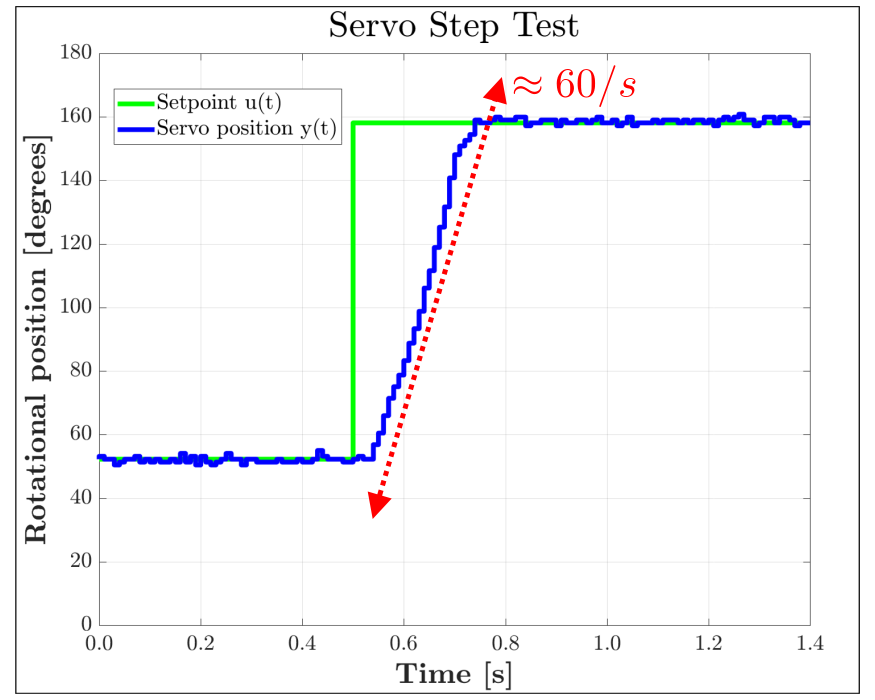 Servo Step Test
≈ 60/s
Setpoint u(t)
Servo position y(t)
Rotational position [degrees]
180
160
140
120
100
80
60
40
20
0
0.0 0.2 0.4 0.6 0.8 1.0 1.2 1.4
Time [s]